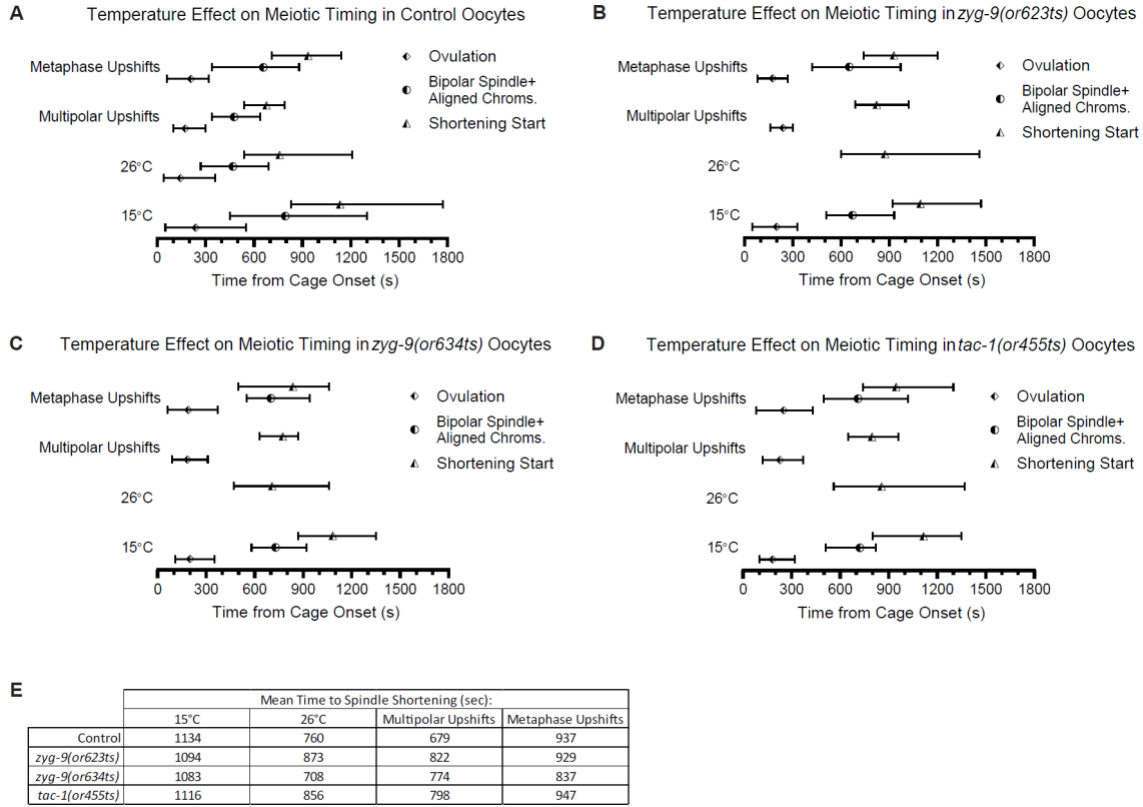 A Temperature Effect on Meiotic Timing in Control Oocytes
Metaphase Upshifts
Multipolar Upshifts
26°C
15°C
0 300 600 900 1200 1500 1800
Time from Cage Onset (s)
Ovulation
Bipolar Spindle+
Aligned Chroms.
Shortening Start
B Temperature Effect on Meiotic Timing in zyg-9(or623ts) Oocytes
Metaphase Upshifts
Multipolar Upshifts
26°C
15°C
0 300 600 900 1200 1500 1800
Time from Cage Onset (s)
Ovulation
Bipolar Spindle+
Aligned Chroms.
Shortening Start
C Temperature Effect on Meiotic Timing in zyg-9(or634ts) Oocytes
Metaphase Upshifts
Multipolar Upshifts
26°C
15°C
0 300 600 900 1200 1500 1800
Time from Cage Onset (s)
Ovulation
Bipolar Spindle+
Aligned Chroms.
Shortening Start
D Temperature Effect on Meiotic Timing in tac-1(or455ts) Oocytes
Metaphase Upshifts
Multipolar Upshifts
26°C
15°C
0 300 600 900 1200 1500 1800
Time from Cage Onset (s)
Ovulation
Bipolar Spindle+
Aligned Chroms.
Shortening Start
E
Mean Time to Spindle Shortening (sec):
15°C 26°C Multipolar Upshifts Metaphase Upshifts
Control 1134 760 679 937
zyg-9(or623ts) 1094 873 822 929
zyg-9(or634ts) 1083 708 774 837
tac-1(or455ts) 1116 856 798 947